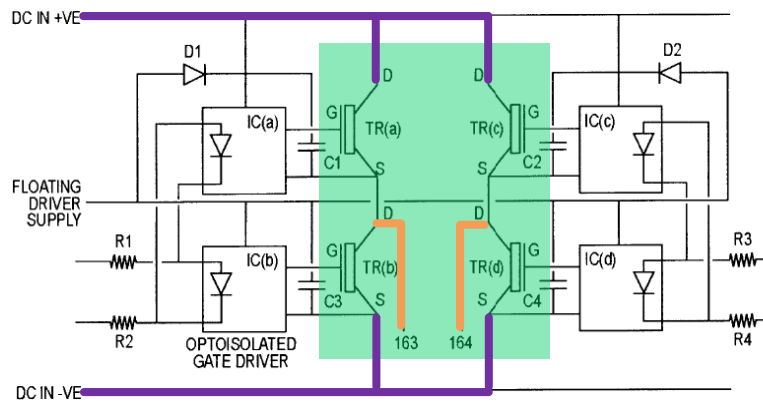 DC IN +VE
D1
D2
D
D
G
G
IC(a)
TR(a)
TR(c)
IC(c)
C1
C2
S
S
FLOATING
DRIVER
SUPPLY
D
D
R1
R3
G
G
IC(b)
TR(b)
TR(d)
IC(d)
C3
C4
S
S
R2
R4
OPTOISOLATED
GATE DRIVER
163
164
DC IN -VE